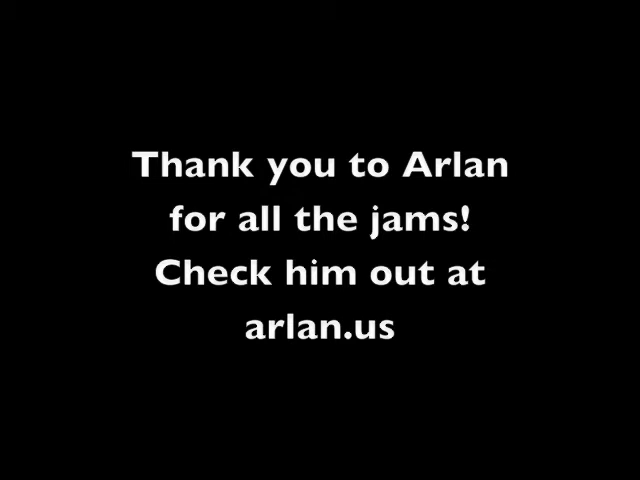 Thank you to Arlan
for all the jams!
Check him out at
arlan.us